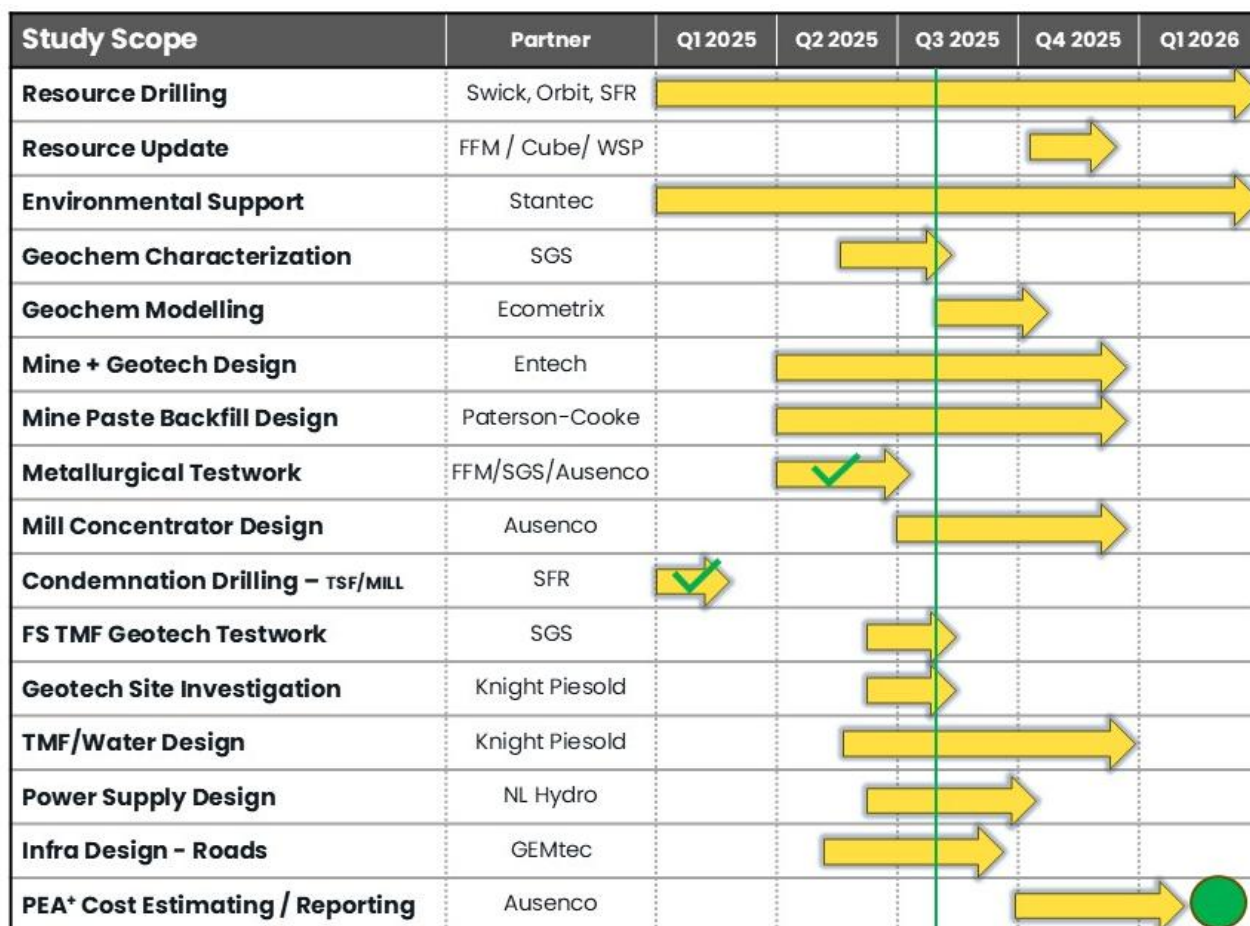 Study Scope Partner Q1 2025 Q2 2025 Q3 2025 Q4 2025 Q1 2026
Resource Drilling Swick, Orbit, SFR
Resource Update FFM / Cube/ WSP
Environmental Support Stantec
Geochem Characterization SGS
Geochem Modelling Ecometrix
Mine + Geotech Design Entech
Mine Paste Backfill Design Paterson-Cooke
Metallurgical Testwork FFM/SGS/Ausenco
Mill Concentrator Design Ausenco
Condemnation Drilling – TSF/MILL SFR
FS TMF Geotech Testwork SGS
Geotech Site Investigation Knight Piesold
TMF/Water Design Knight Piesold
Power Supply Design NL Hydro
Infra Design - Roads GEMtec
PEA⁺ Cost Estimating / Reporting Ausenco